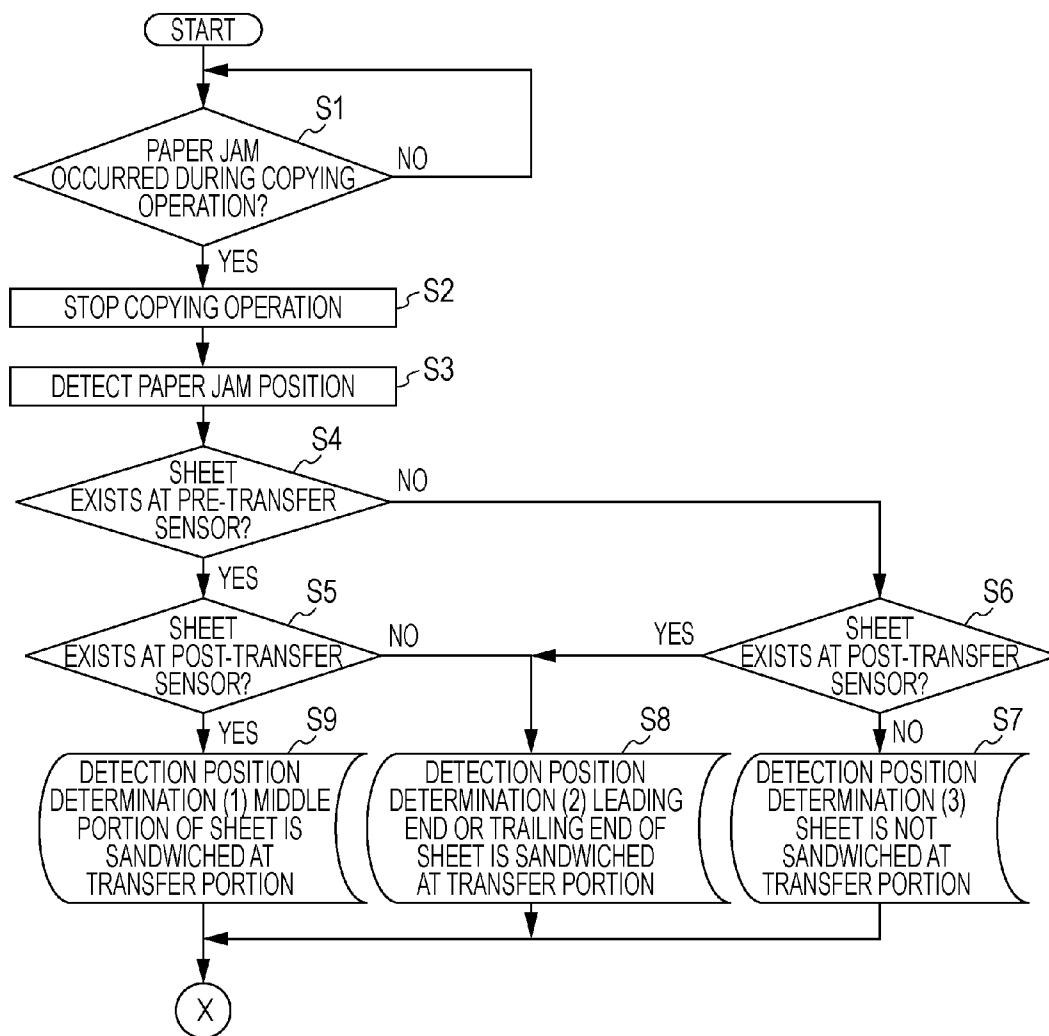 START
S1
PAPER JAM
OCCURRED DURING COPYING
OPERATION?
NO
YES
STOP COPYING OPERATION
S2
DETECT PAPER JAM POSITION
S3
S4
SHEET
EXISTS AT PRE-TRANSFER
SENSOR?
NO
YES
S5
SHEET
EXISTS AT POST-TRANSFER
SENSOR?
NO
YES
S6
SHEET
EXISTS AT POST-TRANSFER
SENSOR?
YES
NO
S9
DETECTION POSITION
DETERMINATION (1) MIDDLE
PORTION OF SHEET IS
SANDWICHED AT
TRANSFER PORTION
S8
DETECTION POSITION
DETERMINATION (2) LEADING
END OR TRAILING END OF
SHEET IS SANDWICHED
AT TRANSFER PORTION
S7
DETECTION POSITION
DETERMINATION (3)
SHEET IS NOT
SANDWICHED AT
TRANSFER PORTION
X